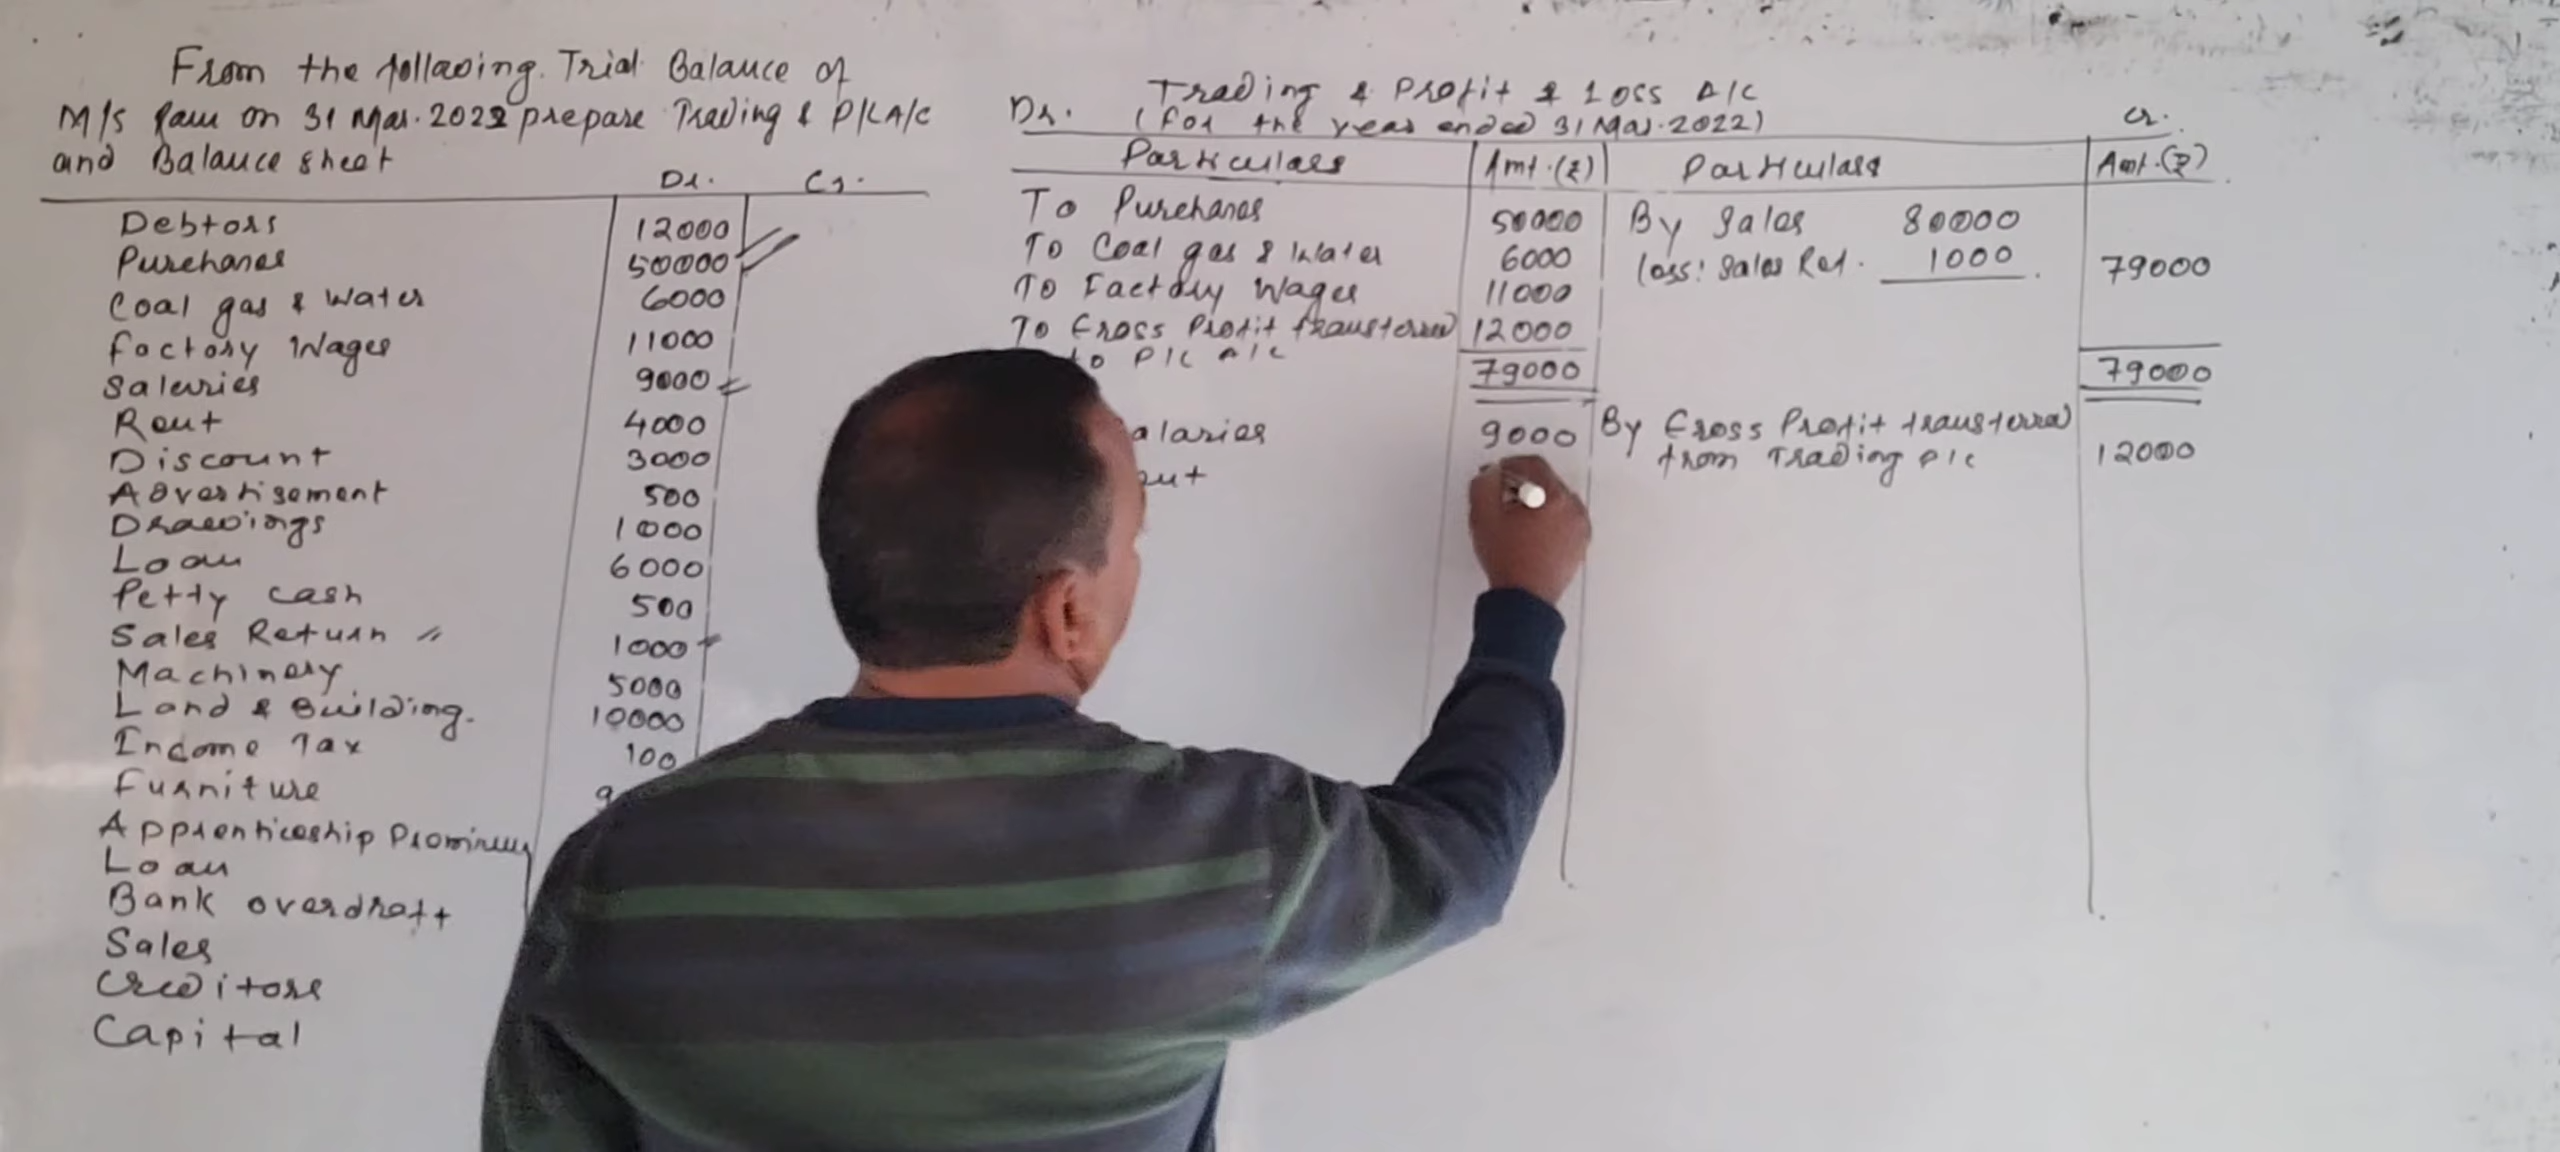 From the following Trial Balance of
M/S Ram on 31 Mar. 2022 prepare Trading & P/L A/c
and Balance sheet
Dr. Cr.
Debtors 12000
Purchases 50000
Coal gas & Water 6000
Factory Wages 11000
Salaries 9000
Rent 4000
Discount 3000
Advertisement 500
Drawings 1000
Loan 6000
Petty cash 500
Sales Return 1000
Machinery 5000
Land & Building. 10000
Income Tax 100
Furniture 9
Apprenticeship Premium
Loan
Bank overdraft
Sales
Creditors
Capital
Trading & Profit & Loss A/C
Dr. (For the year ended 31 Mar. 2022) Cr.
Particulars Amt.(₹) Particulars Amt.(₹)
To Purchases 50000 By Sales 80000
To Coal gas & Water 6000 Less: Sales Ret. 1000 79000
To Factory Wages 11000
To Gross Profit transferred 12000
to P/L A/C
79000 79000
alaries 9000 By Gross Profit transferred
ent from Trading A/C 12000